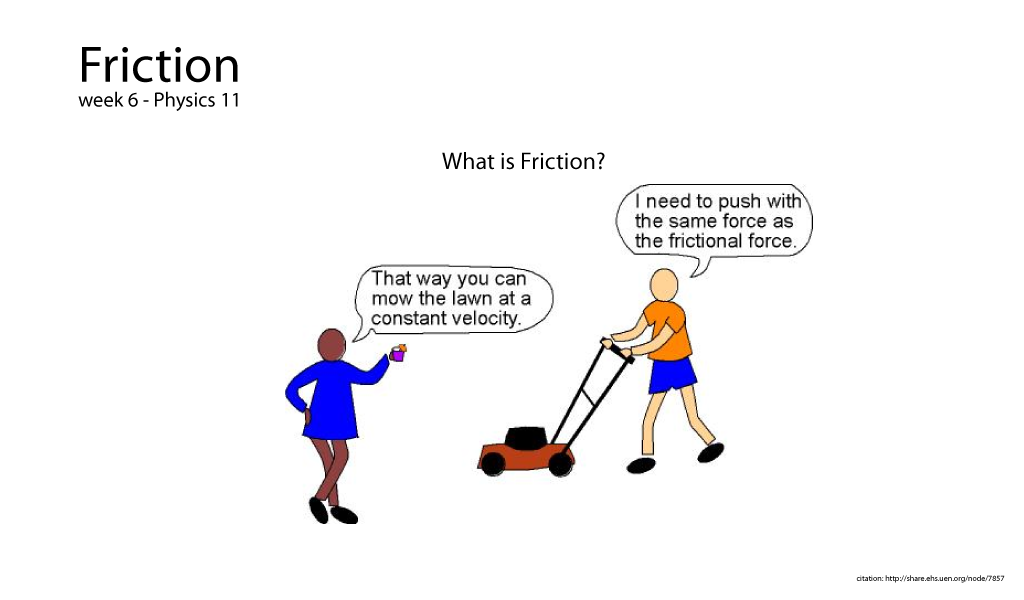 Friction
week 6 - Physics 11
What is Friction?
I need to push with
the same force as
the frictional force.
That way you can
mow the lawn at a
constant velocity.
citation: http://share.ehs.uen.org/node/7857